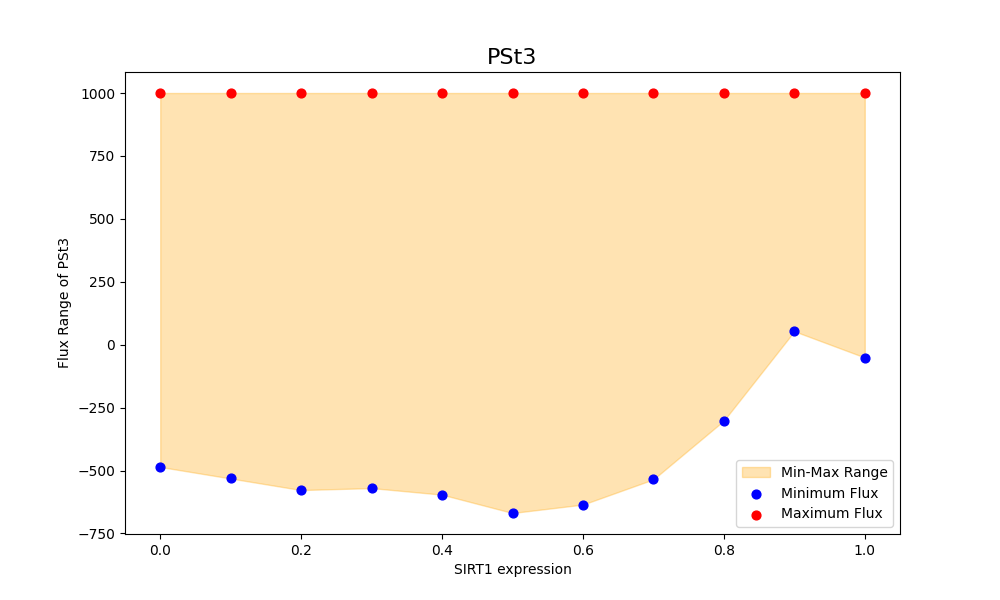 PSt3
1000
750
500
250
0
−250
−500
−750
Flux Range of PSt3
0.0 0.2 0.4 0.6 0.8 1.0
SIRT1 expression
Min-Max Range
Minimum Flux
Maximum Flux